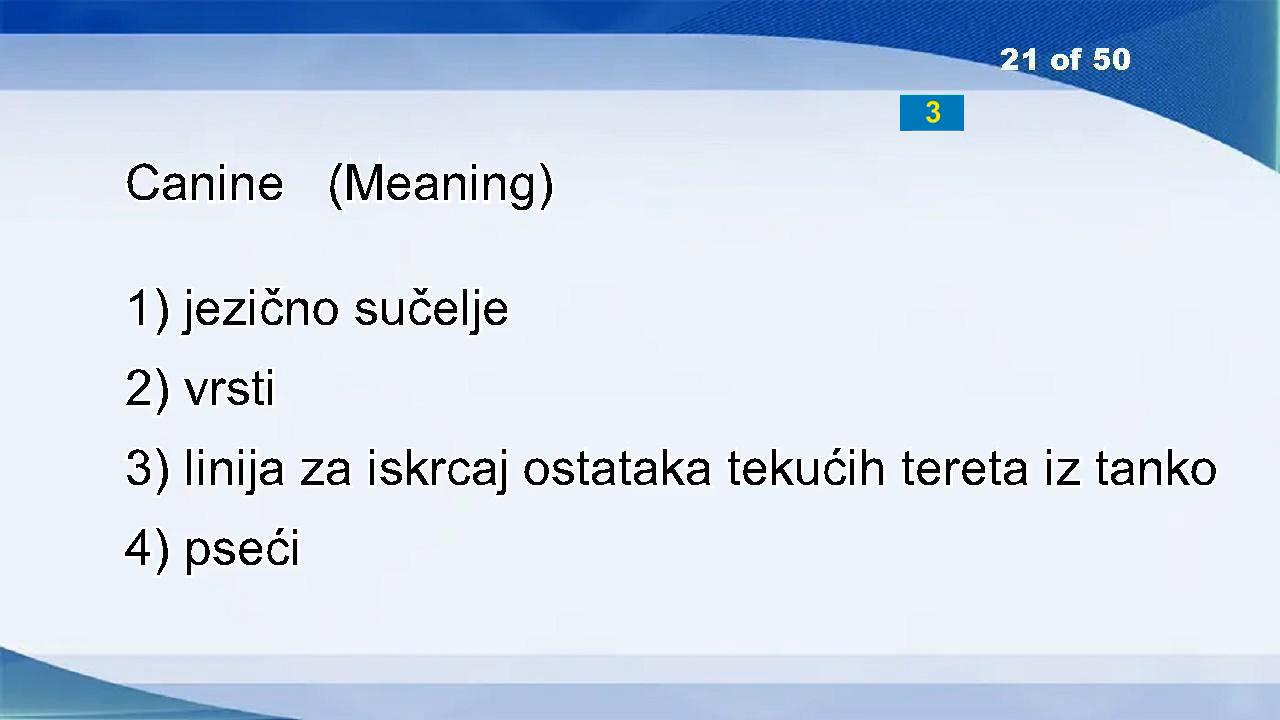 21 of 50
3
Canine (Meaning)
1) jezično sučelje
2) vrsti
3) linija za iskrcaj ostataka tekućih tereta iz tanko
4) pseći